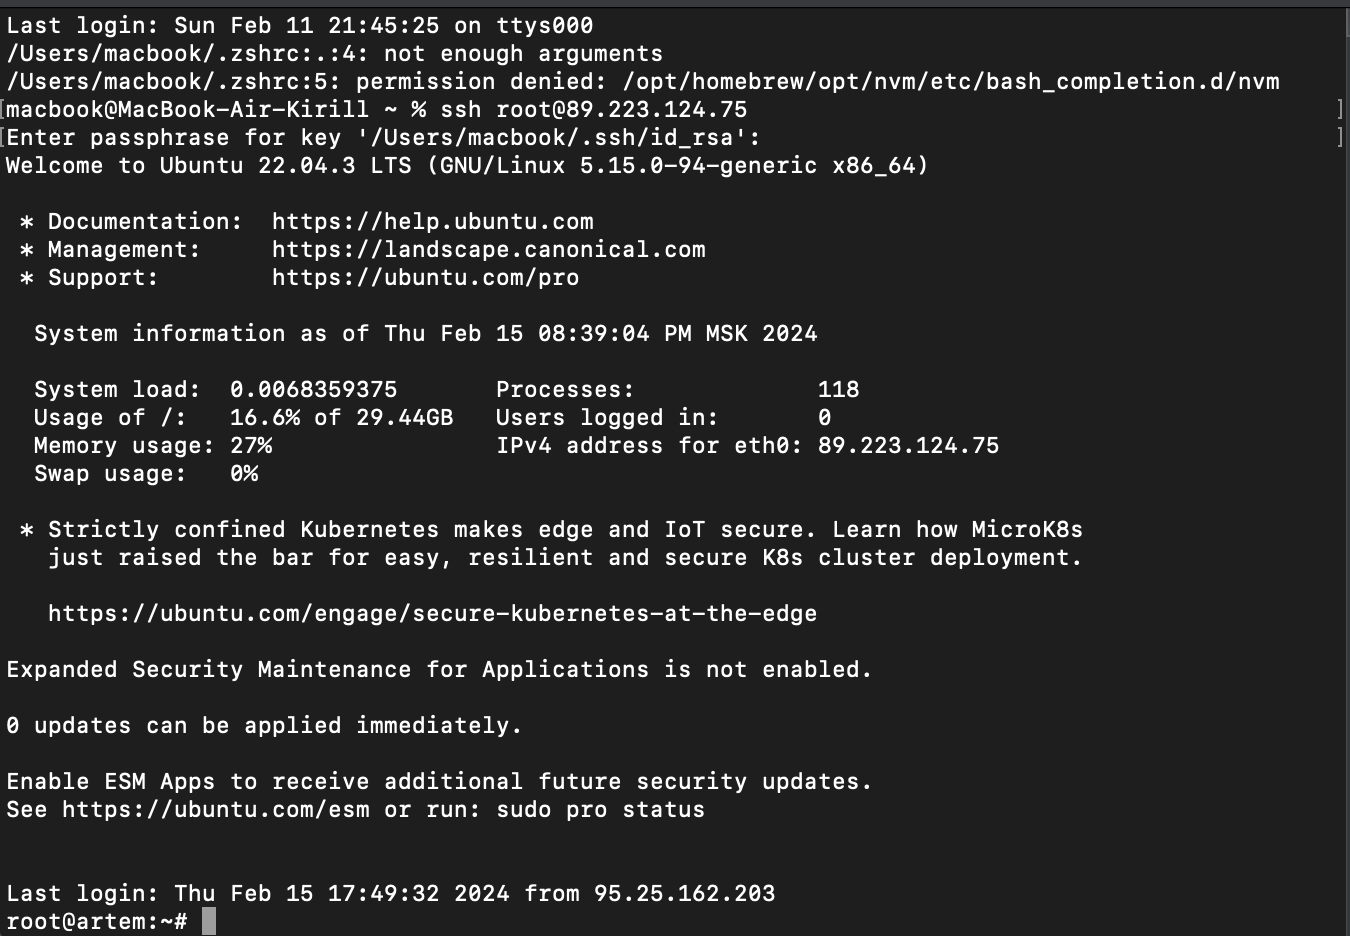 Last login: Sun Feb 11 21:45:25 on ttys000
/Users/macbook/.zshrc:.:4: not enough arguments
/Users/macbook/.zshrc:5: permission denied: /opt/homebrew/opt/nvm/etc/bash_completion.d/nvm
[macbook@MacBook-Air-Kirill ~ % ssh root@89.223.124.75 ]
[Enter passphrase for key '/Users/macbook/.ssh/id_rsa': ]
Welcome to Ubuntu 22.04.3 LTS (GNU/Linux 5.15.0-94-generic x86_64)

 * Documentation:  https://help.ubuntu.com
 * Management:     https://landscape.canonical.com
 * Support:        https://ubuntu.com/pro

  System information as of Thu Feb 15 08:39:04 PM MSK 2024

  System load:  0.0068359375       Processes:             118
  Usage of /:   16.6% of 29.44GB   Users logged in:       0
  Memory usage: 27%                IPv4 address for eth0: 89.223.124.75
  Swap usage:   0%

 * Strictly confined Kubernetes makes edge and IoT secure. Learn how MicroK8s
   just raised the bar for easy, resilient and secure K8s cluster deployment.

   https://ubuntu.com/engage/secure-kubernetes-at-the-edge

Expanded Security Maintenance for Applications is not enabled.

0 updates can be applied immediately.

Enable ESM Apps to receive additional future security updates.
See https://ubuntu.com/esm or run: sudo pro status


Last login: Thu Feb 15 17:49:32 2024 from 95.25.162.203
root@artem:~#